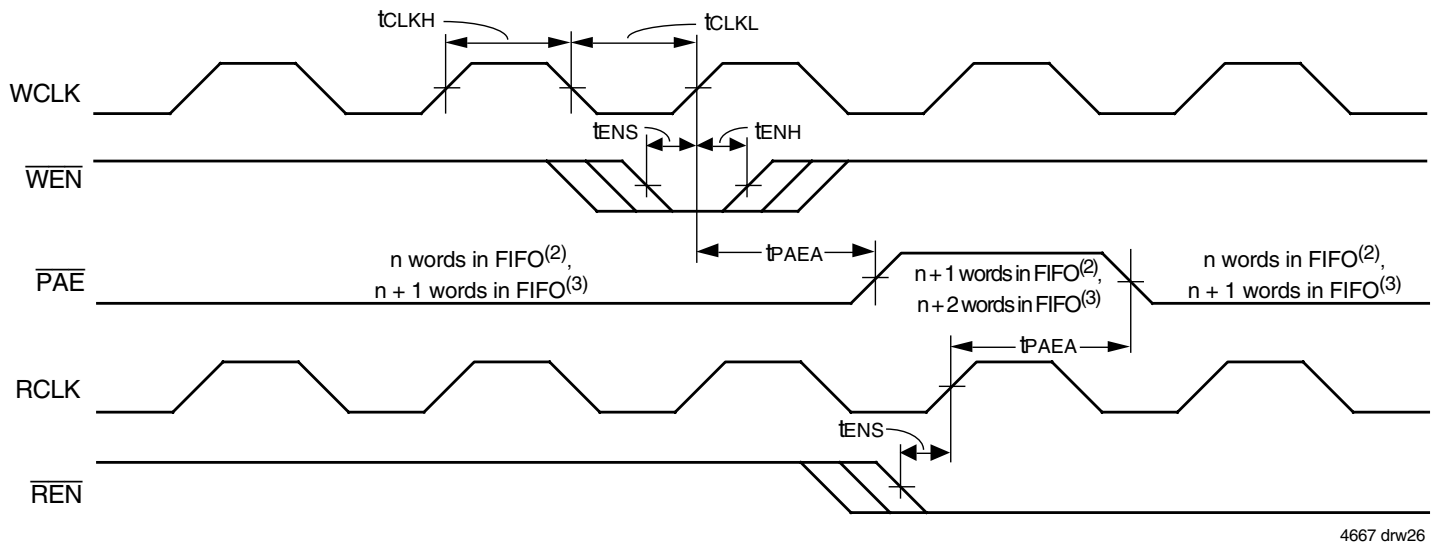 tCLKH tCLKL
WCLK
tENS tENH
WEN
tPAEA
n words in FIFO(2),
n + 1 words in FIFO(3)
n + 1 words in FIFO(2),
n + 2 words in FIFO(3)
n words in FIFO(2),
n + 1 words in FIFO(3)
PAE
tPAEA
RCLK
tENS
REN
4667 drw26